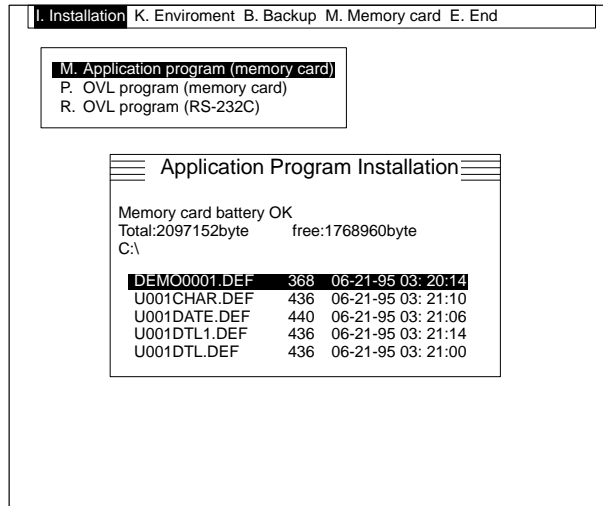 I. Installation K. Enviroment B. Backup M. Memory card E. End
M. Application program (memory card)
P. OVL program (memory card)
R. OVL program (RS-232C)
Application Program Installation
Memory card battery OK
Total:2097152byte free:1768960byte
C:\
DEMO0001.DEF 368 06-21-95 03: 20:14
U001CHAR.DEF 436 06-21-95 03: 21:10
U001DATE.DEF 440 06-21-95 03: 21:06
U001DTL1.DEF 436 06-21-95 03: 21:14
U001DTL.DEF 436 06-21-95 03: 21:00